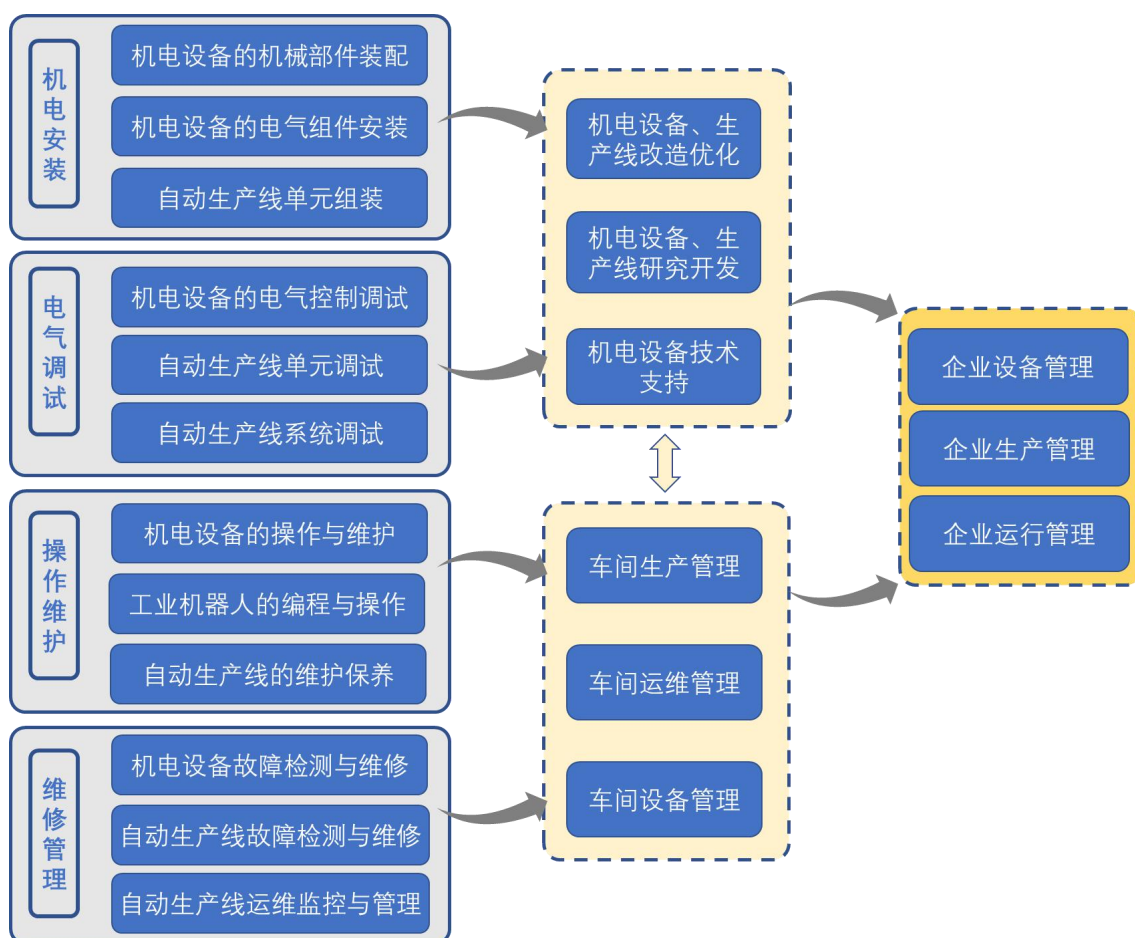 机电安装
机电设备的机械部件装配
机电设备的电气组件安装
自动生产线单元组装
电气调试
机电设备的电气控制调试
自动生产线单元调试
自动生产线系统调试
操作维护
机电设备的操作与维护
工业机器人的编程与操作
自动生产线的维护保养
维修管理
机电设备故障检测与维修
自动生产线故障检测与维修
自动生产线运维监控与管理
机电设备、生
产线改造优化
机电设备、生
产线研究开发
机电设备技术
支持
车间生产管理
车间运维管理
车间设备管理
企业设备管理
企业生产管理
企业运行管理